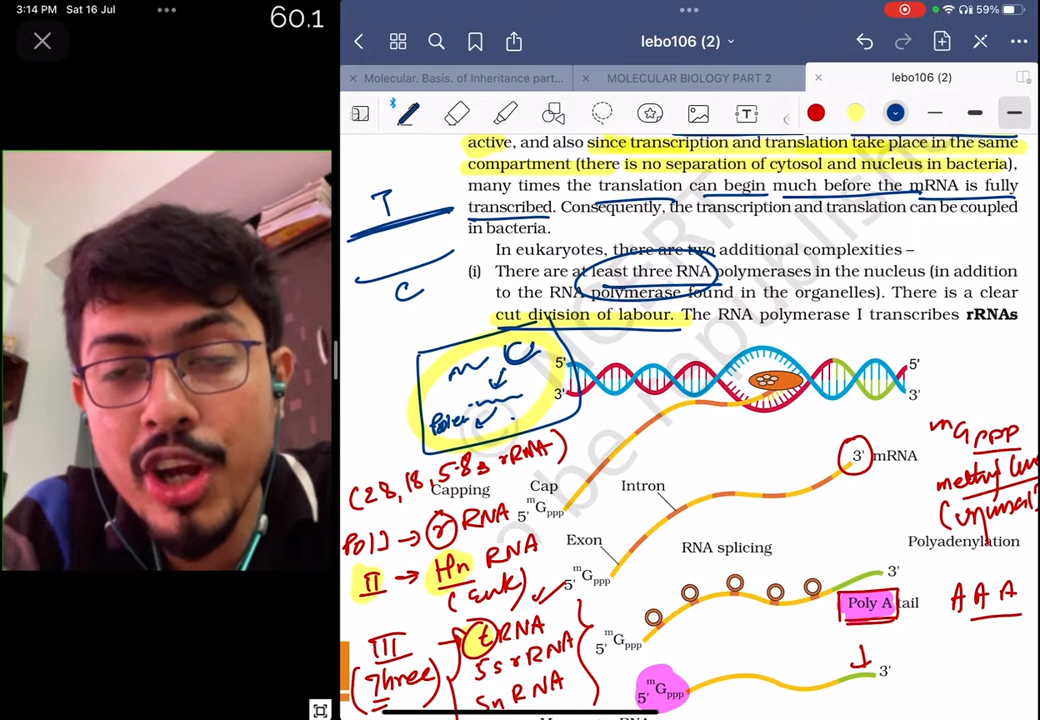 3:14 PM Sat 16 Jul
60.1
59%
lebo106 (2)
Molecular. Basis. of Inheritance part...
MOLECULAR BIOLOGY PART 2
lebo106 (2)
active, and also since transcription and translation take place in the same
compartment (there is no separation of cytosol and nucleus in bacteria),
many times the translation can begin much before the mRNA is fully
transcribed. Consequently, the transcription and translation can be coupled
in bacteria.
In eukaryotes, there are two additional complexities –
(i) There are at least three RNA polymerases in the nucleus (in addition
to the RNA polymerase found in the organelles). There is a clear
cut division of labour. The RNA polymerase I transcribes rRNAs
T
C
5'
3'
5'
3'
3' mRNA
Capping
Cap
5' mGppp
Intron
Exon
5' mGppp
RNA splicing
Polyadenylation
3'
Poly A tail
5' mGppp
3'
5' mGppp
(28, 18, 5.8s rRNA)
Pol I → r RNA
II → Hn RNA
(Euk)
III → tRNA
(Three)
5s rRNA
Sn RNA
mGppp
AAA